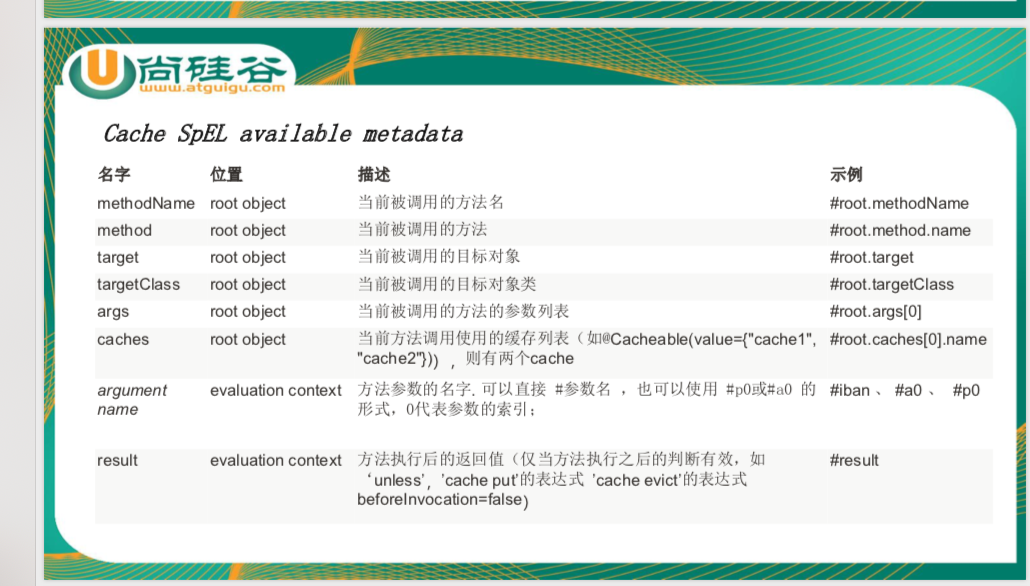 尚硅谷
www.atguigu.com
Cache SpEL available metadata
名字 位置 描述 示例
methodName root object 当前被调用的方法名 #root.methodName
method root object 当前被调用的方法 #root.method.name
target root object 当前被调用的目标对象 #root.target
targetClass root object 当前被调用的目标对象类 #root.targetClass
args root object 当前被调用的方法的参数列表 #root.args[0]
caches root object 当前方法调用使用的缓存列表（如@Cacheable(value={"cache1", #root.caches[0].name
"cache2"})），则有两个cache
argument evaluation context 方法参数的名字. 可以直接 #参数名 ，也可以使用 #p0或#a0 的 #iban 、 #a0 、 #p0
name 形式，0代表参数的索引；
result evaluation context 方法执行后的返回值（仅当方法执行之后的判断有效，如 #result
‘unless’，'cache put'的表达式 'cache evict'的表达式
beforeInvocation=false）